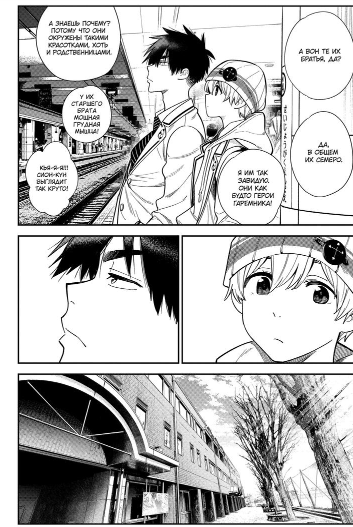 А ВОН ТЕ ИХ
БРАТЬЯ, ДА?
ДА,
В ОБЩЕМ
ИХ СЕМЕРО.
А ЗНАЕШЬ ПОЧЕМУ?
ПОТОМУ ЧТО ОНИ
ОКРУЖЕНЫ ТАКИМИ
КРАСОТКАМИ, ХОТЬ
И РОДСТВЕННИЦАМИ.
Я ИМ ТАК
ЗАВИДУЮ,
ОНИ КАК
БУДТО ГЕРОИ
ГАРЕМНИКА!
У ИХ
СТАРШЕГО
БРАТА
МОЩНАЯ
ГРУДНАЯ
МЫШЦА!
КЬЯ-Я-Я!!
СИОН-КУН
ВЫГЛЯДИТ
ТАК КРУТО!